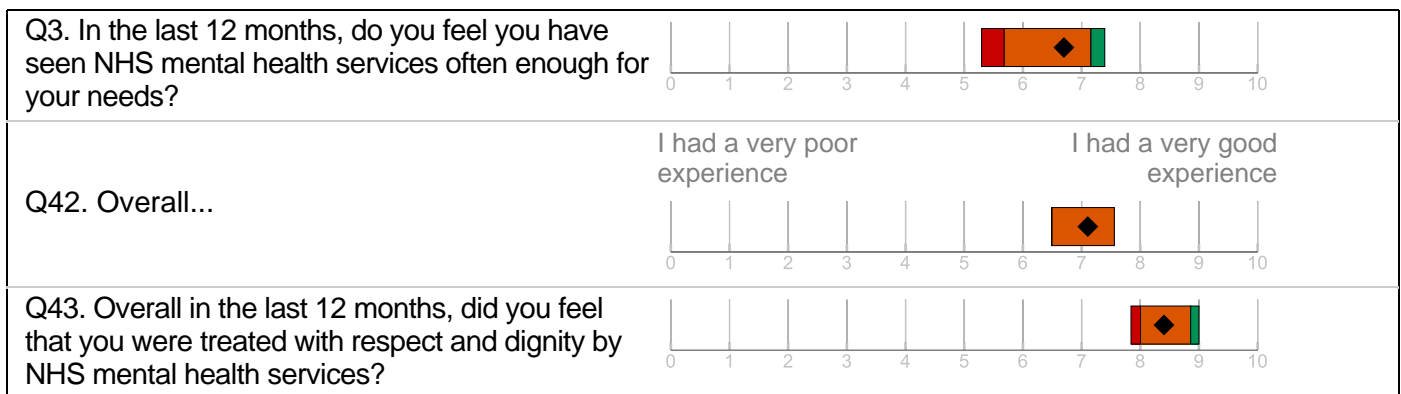 Q3. In the last 12 months, do you feel you have
seen NHS mental health services often enough for
your needs?
0 1 2 3 4 5 6 7 8 9 10
I had a very poor
experience
I had a very good
experience
Q42. Overall...
0 1 2 3 4 5 6 7 8 9 10
Q43. Overall in the last 12 months, did you feel
that you were treated with respect and dignity by
NHS mental health services?
0 1 2 3 4 5 6 7 8 9 10